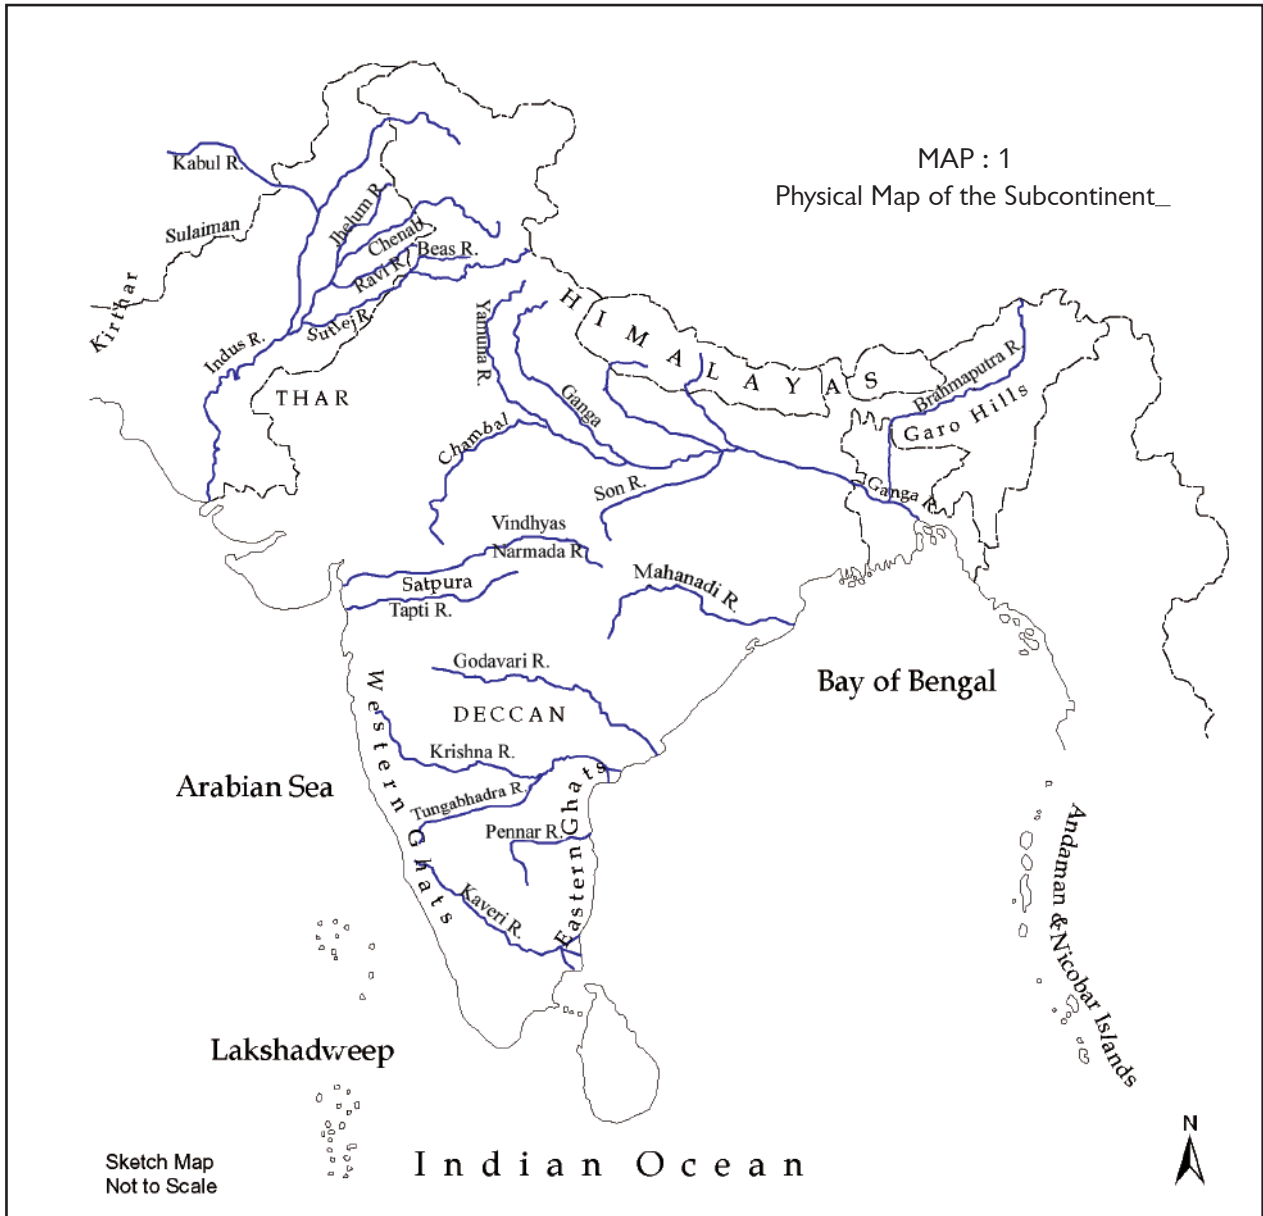 MAP : 1
Physical Map of the Subcontinent_
Kabul R.
Sulaiman
Kirthar
Jhelum R.
Chenab
Ravi R.
Beas R.
Sutlej R.
Indus R.
THAR
Yamuna R.
HIMALAYAS
Ganga
Chambal
Brahmaputra R.
Garo Hills
Ganga R.
Son R.
Vindhyas
Narmada R.
Satpura
Tapti R.
Mahanadi R.
Godavari R.
DECCAN
Bay of Bengal
Western Ghats
Krishna R.
Arabian Sea
Tungabhadra R.
Eastern Ghats
Pennar R.
Kaveri R.
Andaman & Nicobar Islands
Lakshadweep
Indian Ocean
N
Sketch Map
Not to Scale